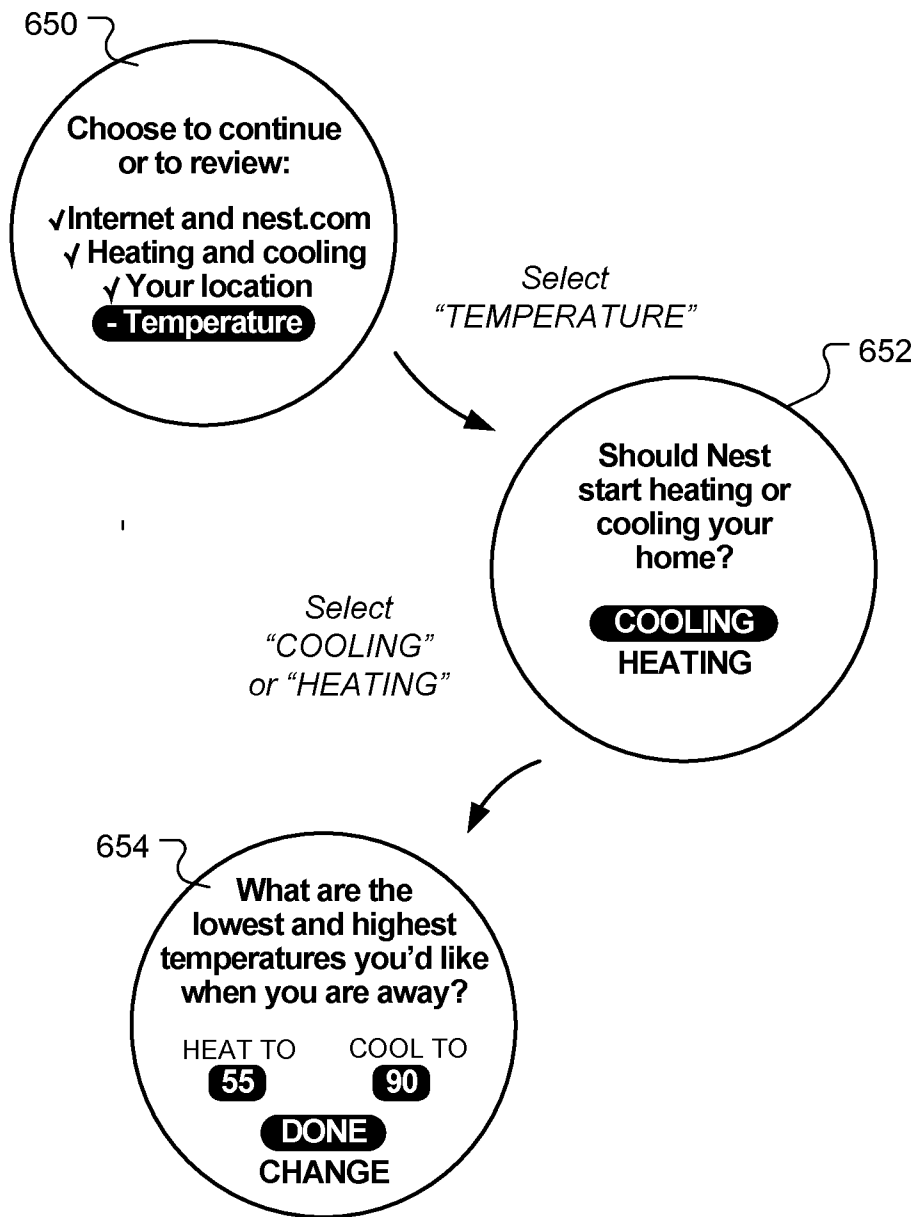 650
Choose to continue
or to review:
√Internet and nest.com
√ Heating and cooling
√ Your location
- Temperature
Select
“TEMPERATURE”
652
Should Nest
start heating or
cooling your
home?
COOLING
HEATING
Select
“COOLING”
or “HEATING”
654
What are the
lowest and highest
temperatures you’d like
when you are away?
HEAT TO COOL TO
55 90
DONE
CHANGE